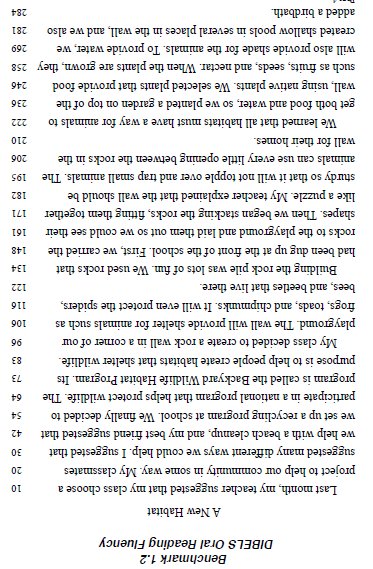 Benchmark 1.2
DIBELS Oral Reading Fluency
A New Habitat
Last month, my teacher suggested that my class choose a 10
project to help our community in some way. My classmates 20
suggested many different ways we could help. I suggested that 30
we help with a beach cleanup, and my best friend suggested that 42
we set up a recycling program at school. We finally decided to 54
participate in a national program that helps protect wildlife. The 64
program is called the Backyard Wildlife Habitat Program. Its 73
purpose is to help people create habitats that shelter wildlife. 83
My class decided to create a rock wall in a corner of our 96
playground. The wall will provide shelter for animals such as 106
frogs, toads, and chipmunks. It will even protect the spiders, 116
bees, and beetles that live there. 122
Building the rock pile was lots of fun. We used rocks that 134
had been dug up at the front of the school. First, we carried the 148
rocks to the playground and laid them out so we could see their 161
shapes. Then we began stacking the rocks, fitting them together 171
like a puzzle. My teacher explained that the wall should be 182
sturdy so that it will not topple over and trap small animals. The 195
animals can use every little opening between the rocks in the 206
wall for their homes. 210
We learned that all habitats must have a way for animals to 222
get both food and water, so we planted a garden on top of the 236
wall, using native plants. We selected plants that provide food 246
such as fruits, seeds, and nectar. When the plants are grown, they 258
will also provide shade for the animals. To provide water, we 269
created shallow pools in several places in the wall, and we also 281
added a birdbath. 284